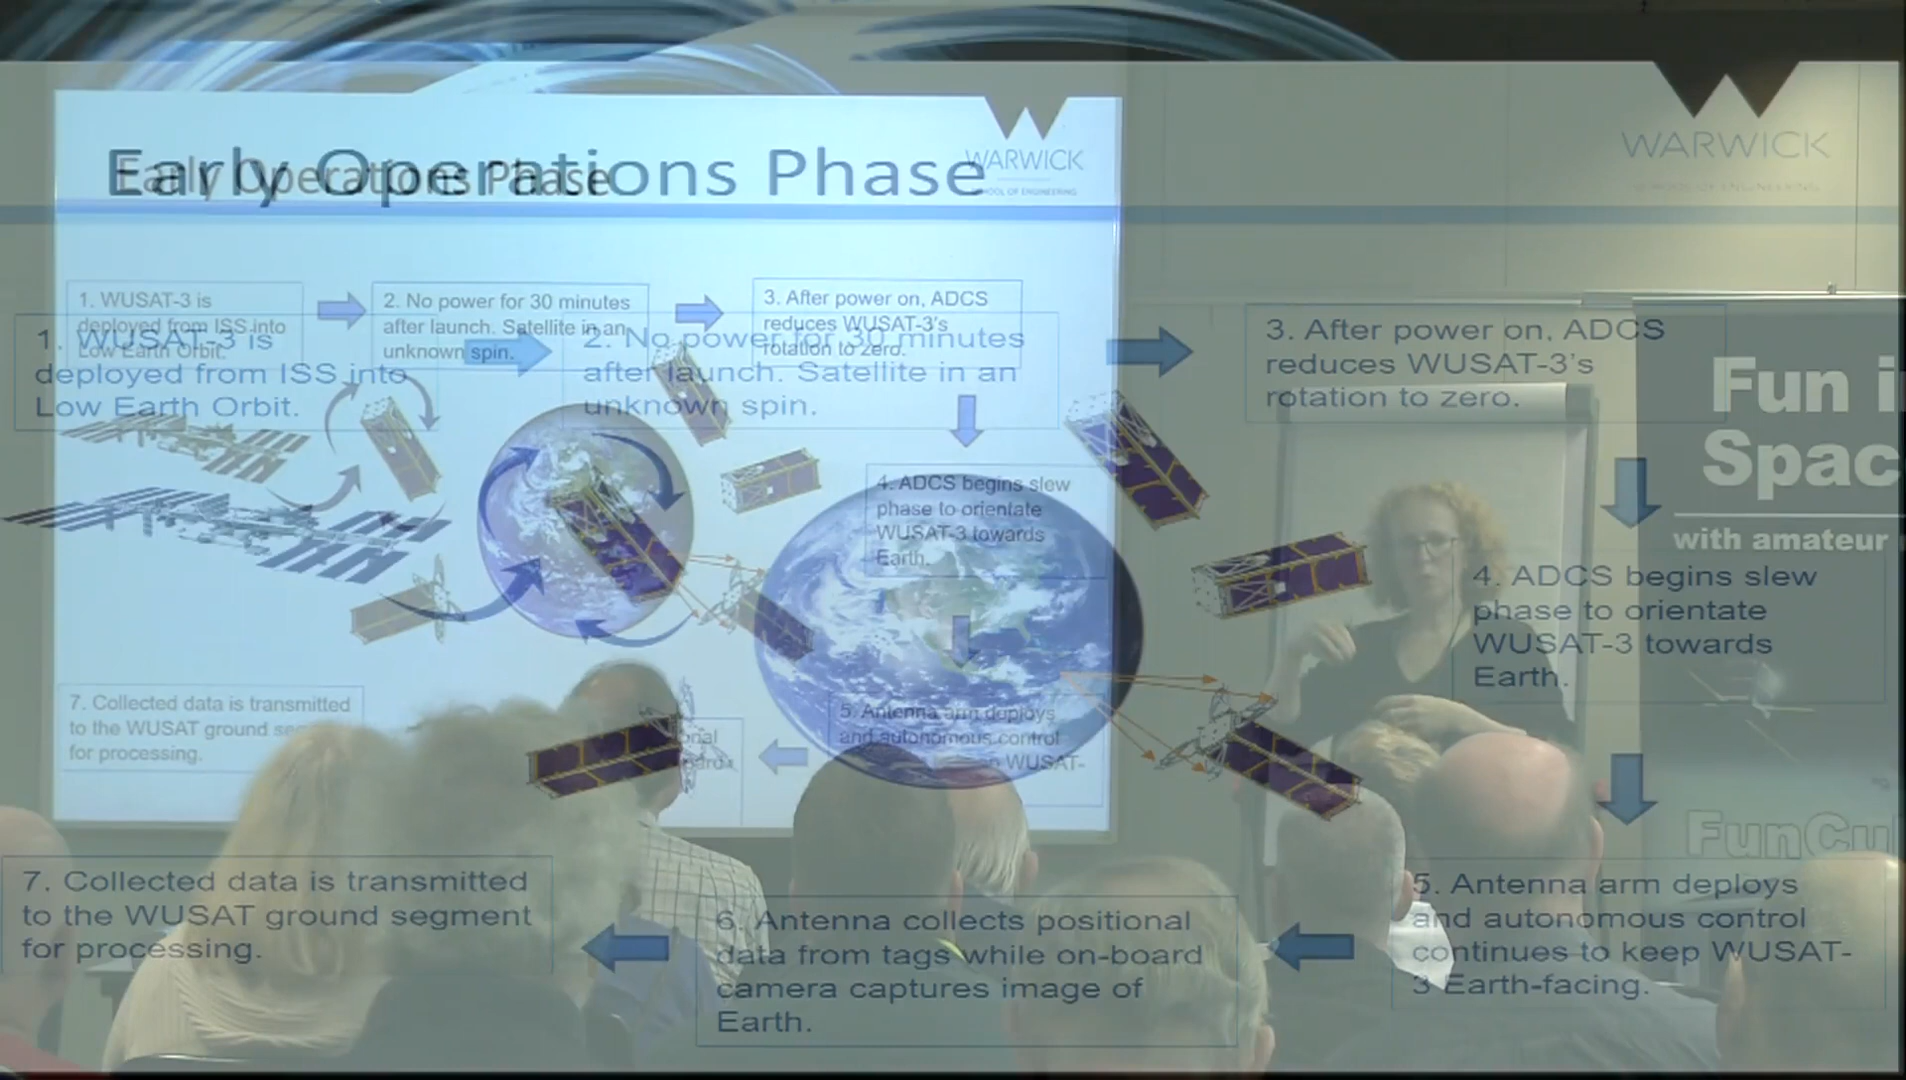 Early Operations Phase
WARWICK
1. WUSAT-3 is
deployed from ISS into
Low Earth Orbit.
2. No power for 30 minutes
after launch. Satellite in an
unknown spin.
3. After power on, ADCS
reduces WUSAT-3's
rotation to zero.
4. ADCS begins slew
phase to orientate
WUSAT-3 towards
Earth.
5. Antenna arm deploys
and autonomous control
continues to keep WUSAT-
3 Earth-facing.
6. Antenna collects positional
data from tags while on-board
camera captures image of
Earth.
7. Collected data is transmitted
to the WUSAT ground segment
for processing.
Early Operations Phase
WARWICK
SCHOOL OF ENGINEERING
1. WUSAT-3 is
deployed from ISS into
Low Earth Orbit.
2. No power for 30 minutes
after launch. Satellite in an
unknown spin.
3. After power on, ADCS
reduces WUSAT-3's
rotation to zero.
4. ADCS begins slew
phase to orientate
WUSAT-3 towards
Earth.
5. Antenna arm deploys
and autonomous control
WUSAT-
7. Collected data is transmitted
to the WUSAT ground
for processing.
Fun i
Spac
with amateur
FunCu